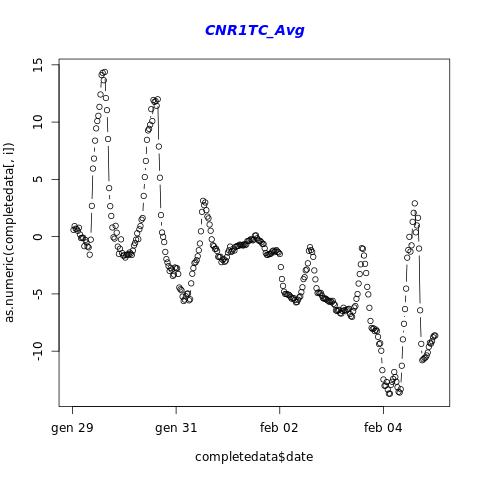 CNR1TC_Avg
as.numeric(completedata[, i])
15
10
5
0
-5
-10
gen 29
gen 31
feb 02
feb 04
completedata$date